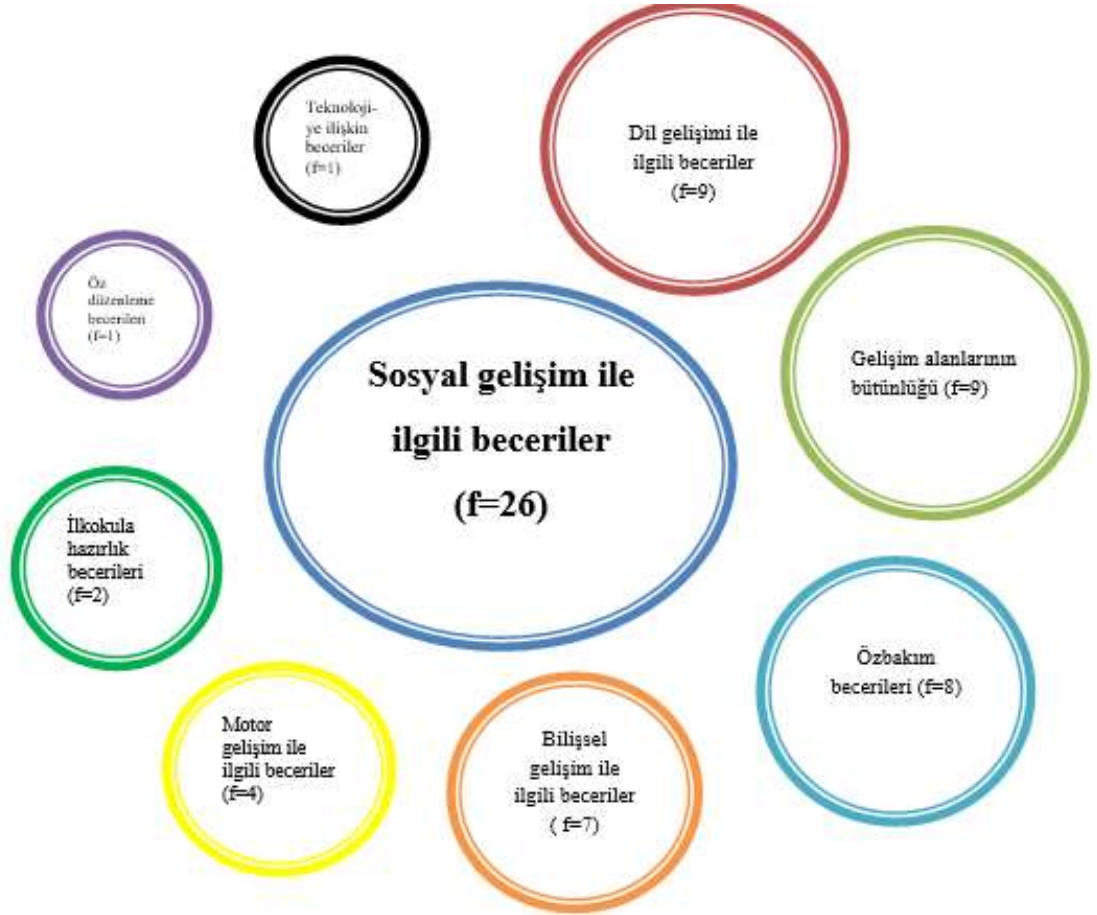 Teknoloji-
ye ilişkin
beceriler
(f=1)
Dil gelişimi ile
ilgili beceriler
(f=9)
Öz
düzenleme
becerileri
(f=1)
Sosyal gelişim ile
ilgili beceriler
(f=26)
Gelişim alanlarının
bütünlüğü (f=9)
İlkokula
hazırlık
becerileri
(f=2)
Özbakım
becerileri (f=8)
Motor
gelişim ile
ilgili beceriler
(f=4)
Bilişsel
gelişim ile
ilgili beceriler
( f=7)